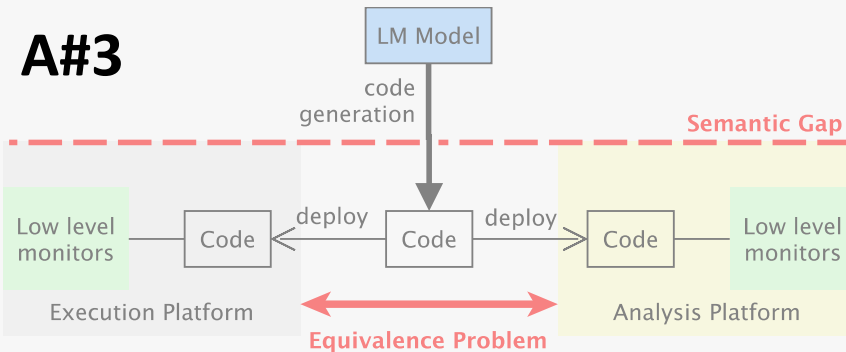 LM Model
A#3
code
generation
Semantic Gap
Low level
monitors
Code
deploy
Code
deploy
Code
Low level
monitors
Execution Platform
Analysis Platform
Equivalence Problem